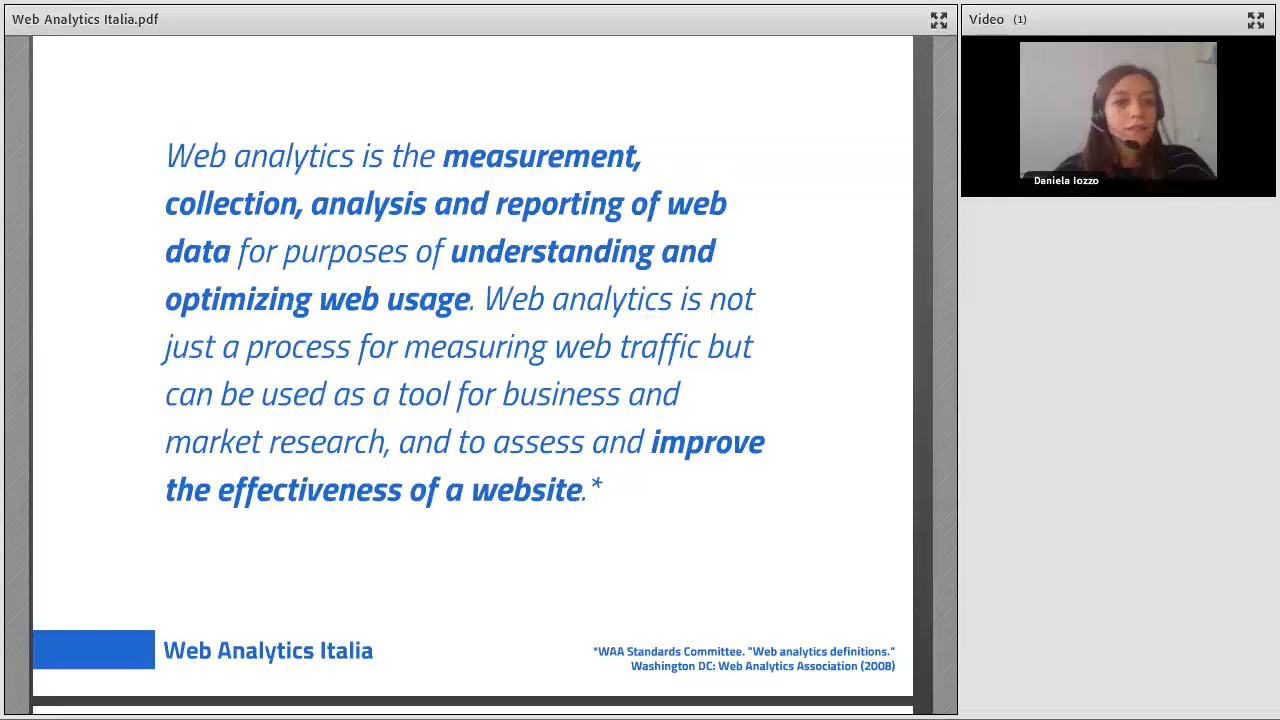 Web Analytics Italia.pdf
Video (1)
Daniela Iozzo
Web analytics is the measurement,
collection, analysis and reporting of web
data for purposes of understanding and
optimizing web usage. Web analytics is not
just a process for measuring web traffic but
can be used as a tool for business and
market research, and to assess and improve
the effectiveness of a website.*
Web Analytics Italia
*WAA Standards Committee. "Web analytics definitions."
Washington DC: Web Analytics Association (2008)